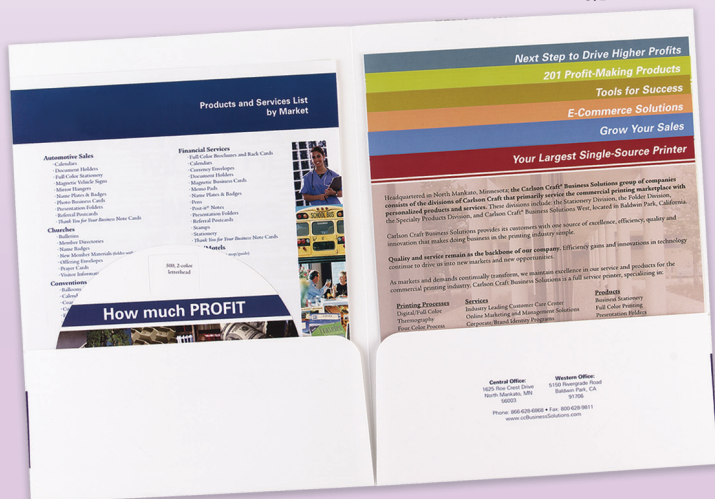 Products and Services List
by Market
Automotive Sales
·Calendars
·Document Holders
·Full Color Stationery
·Magnetic Vehicle Signs
·Mirror Hangers
·Name Plates & Badges
·Photo Business Cards
·Presentation Folders
·Referral Postcards
·Thank You for Your Business Note Cards
Churches
·Bulletins
·Member Directories
·Name Badges
·New Member Materials
·Offering Envelopes
·Prayer Cards
·Visitor
Conventions
·Balloons
Financial Services
·Full Color Brochures and Rack Cards
·Calendars
·Currency Envelopes
·Document Holders
·Magnetic Business Cards
·Memo Pads
·Name Plates & Badges
·Pens
·Post-it® Notes
·Presentation Folders
·Referral Postcards
·Stamps
·Stationery
·Thank You for Your Business Note Cards
Hotels
SCHOOL BUS
500, 2-color
letterhead
How much PROFIT
Next Step to Drive Higher Profits
201 Profit-Making Products
Tools for Success
E-Commerce Solutions
Grow Your Sales
Your Largest Single-Source Printer
Headquartered in North Mankato, Minnesota; the Carlson Craft® Business Solutions group of companies
consists of the divisions of Carlson Craft that primarily service the commercial printing marketplace with
personalized products and services. These divisions include: the Stationery Division, the Folder Division,
the Specialty Products Division, and Carlson Craft® Business Solutions West, located in Baldwin Park, California.
Carlson Craft Business Solutions provides its customers with one source of excellence, efficiency, quality and
innovation that makes doing business in the printing industry simple.
Quality and service remain as the backbone of our company. Efficiency gains and innovations in technology
continue to drive us into new markets and new opportunities.
As markets and demands continually transform, we maintain excellence in our service and products for the
commercial printing industry. Carlson Craft Business Solutions is a full service printer, specializing in:
Printing Processes
Digital/Full Color
Thermography
Four Color Process
Services
Industry Leading Customer Care Center
Online Marketing and Management Solutions
Corporate/Brand Identity Programs
Products
Business Stationery
Full Color Printing
Presentation Folders
Central Office:
1625 Roe Crest Drive
North Mankato, MN
56003
Western Office:
5150 Rivergrade Road
Baldwin Park, CA
91706
Phone: 800-628-6868 • Fax: 800-628-9811
www.ccBusinessSolutions.com